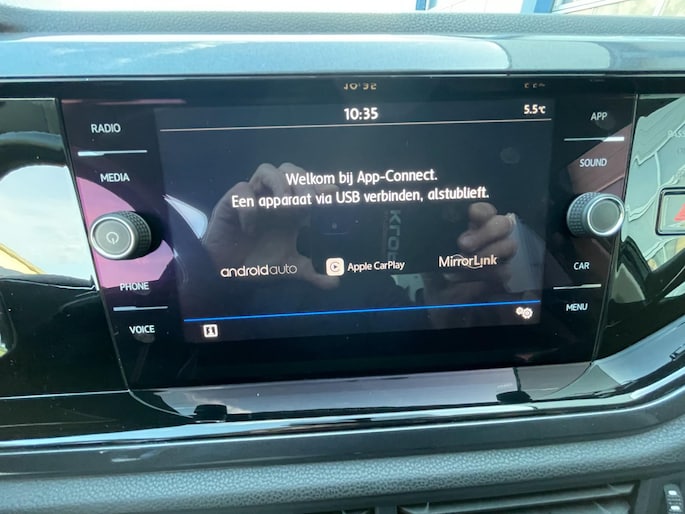 10:35
5.5°C
RADIO
MEDIA
PHONE
VOICE
Welkom bij App-Connect.
Een apparaat via USB verbinden, alstublieft.
androidauto
Apple CarPlay
MirrorLink
APP
SOUND
CAR
MENU